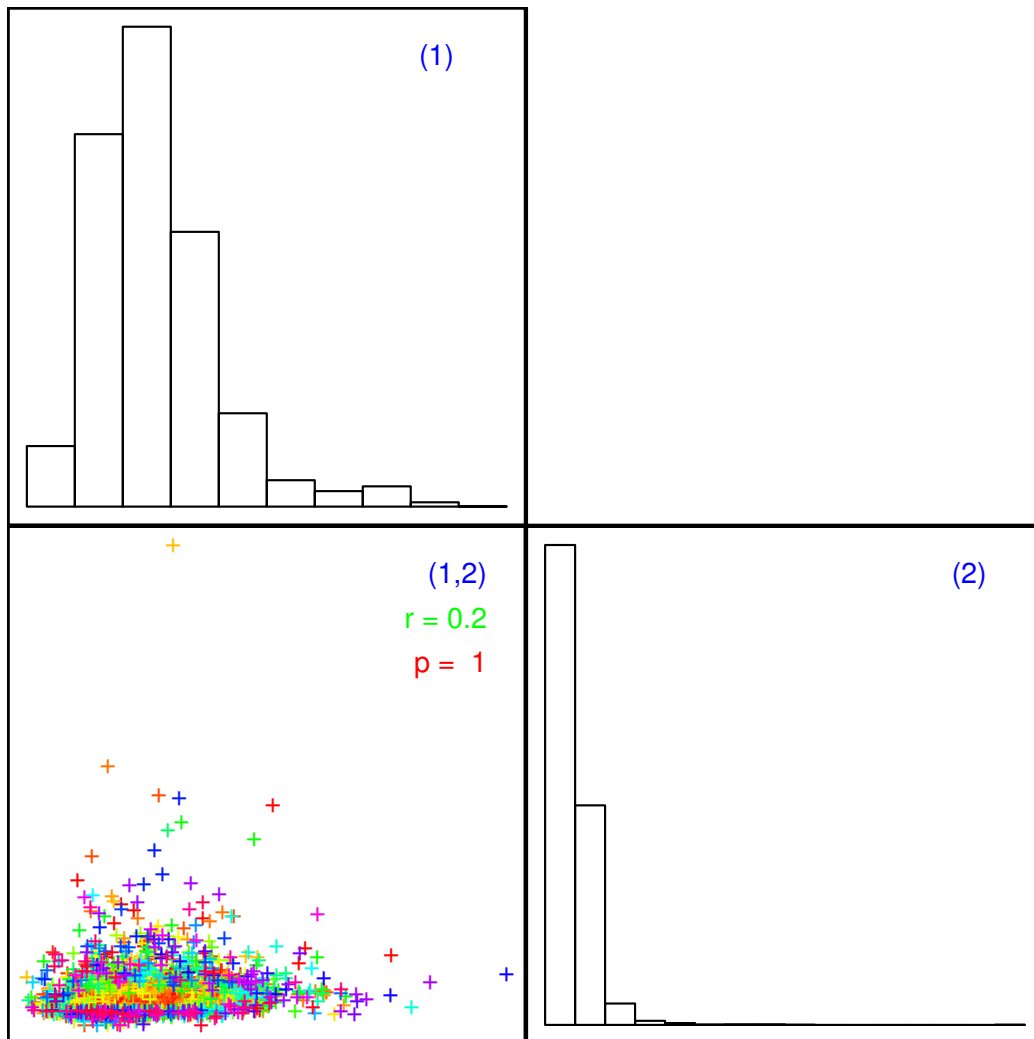 (1)
(1,2)
r = 0.2
p = 1
(2)